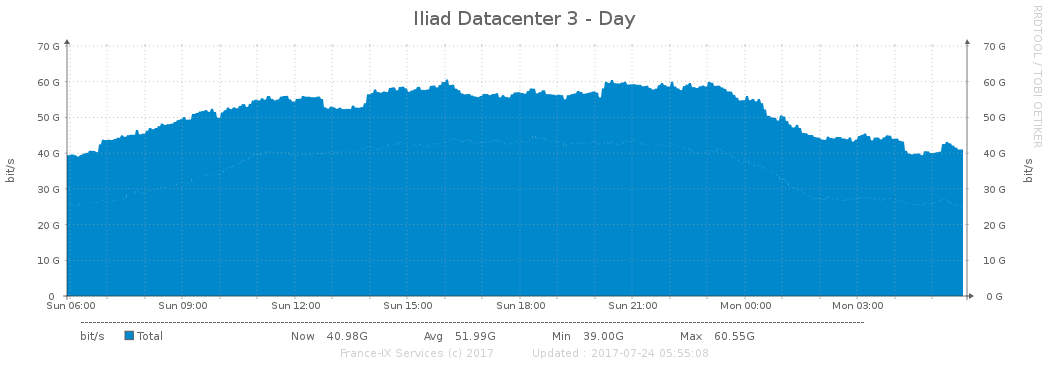 Iliad Datacenter 3 - Day
RRDTOOL / TOBI OETIKER
70 G 70 G
60 G 60 G
50 G 50 G
40 G 40 G
30 G 30 G
20 G 20 G
10 G 10 G
0 0 G
bit/s bit/s
Sun 06:00 Sun 09:00 Sun 12:00 Sun 15:00 Sun 18:00 Sun 21:00 Mon 00:00 Mon 03:00
bit/s Total Now 40.98G Avg 51.99G Min 39.00G Max 60.55G
France-IX Services (c) 2017 Updated : 2017-07-24 05:55:08